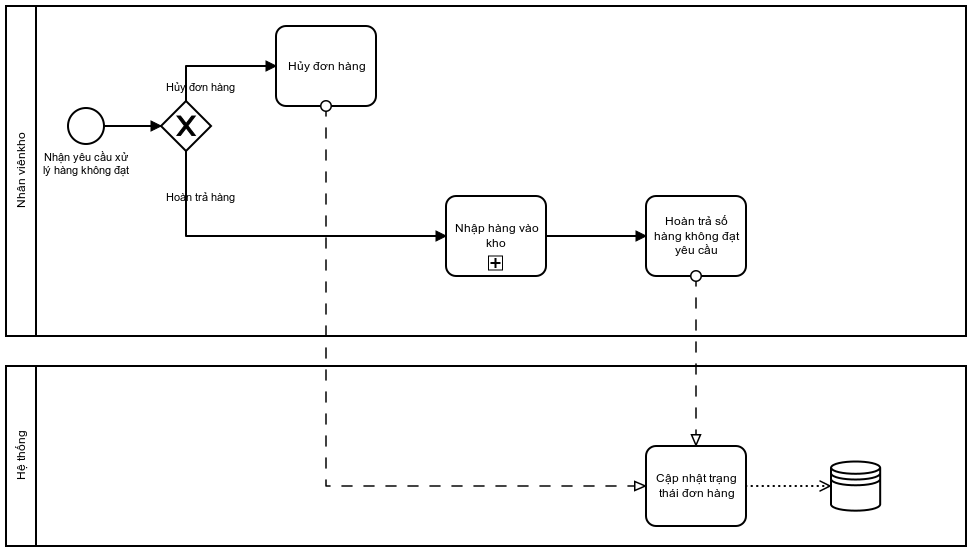 Nhân viênkho
Nhận yêu cầu xử
lý hàng không đạt
Hủy đơn hàng
Hủy đơn hàng
Hoàn trả hàng
Nhập hàng vào
kho
Hoàn trả số
hàng không đạt
yêu cầu
Hệ thống
Cập nhật trạng
thái đơn hàng